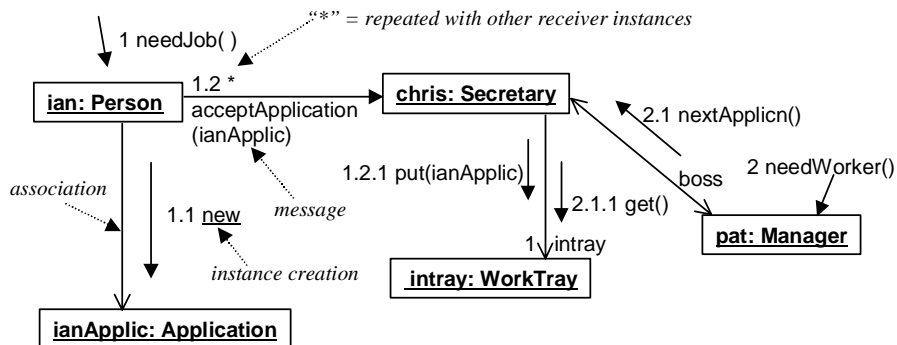 “*” = repeated with other receiver instances
1 needJob( )
1.2 *
ian: Person
chris: Secretary
acceptApplication
(ianApplic)
2.1 nextApplicn()
1.2.1 put(ianApplic)
boss
2 needWorker()
association
message
2.1.1 get()
1.1 new
pat: Manager
1 intray
instance creation
intray: WorkTray
ianApplic: Application